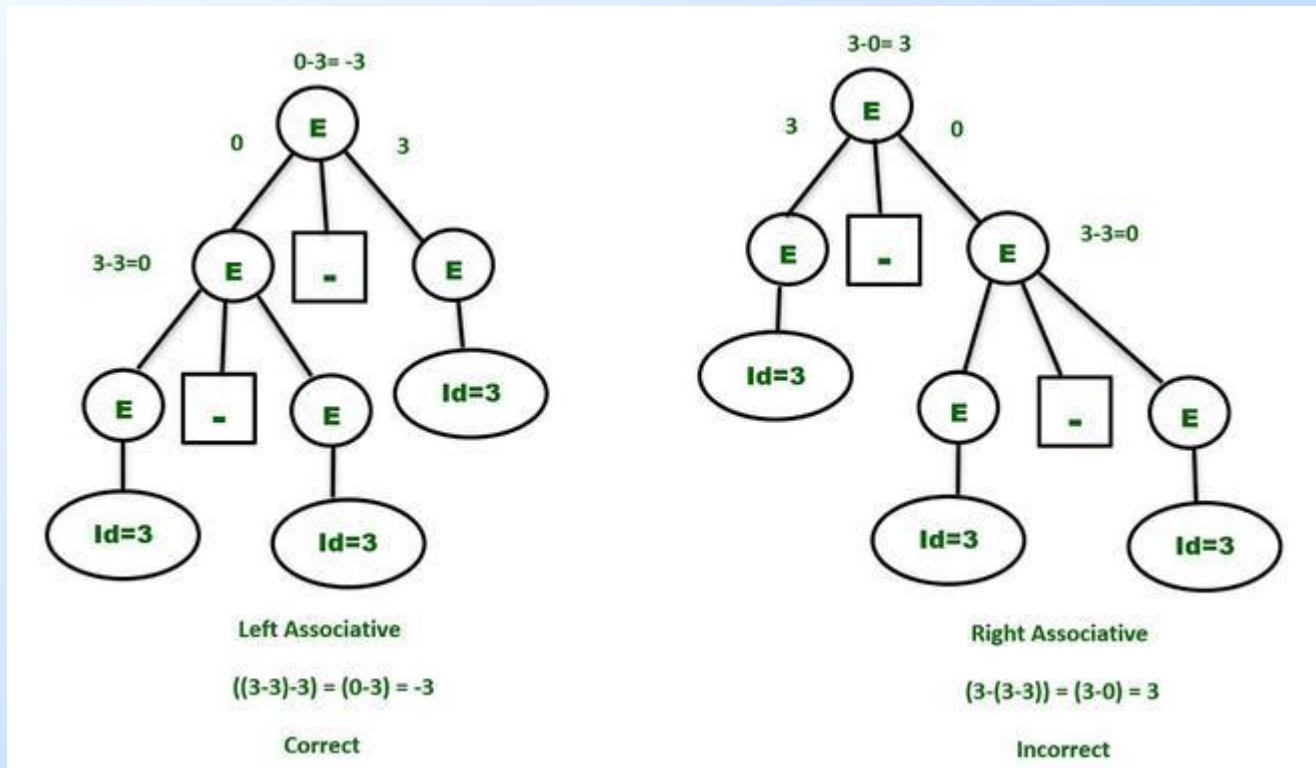 0-3= -3
E
0
3
3-3=0
E
-
E
E
-
E
Id=3
Id=3
Id=3
Left Associative
((3-3)-3) = (0-3) = -3
Correct
3-0= 3
E
3
0
E
-
E
3-3=0
Id=3
E
-
E
Id=3
Id=3
Right Associative
(3-(3-3)) = (3-0) = 3
Incorrect